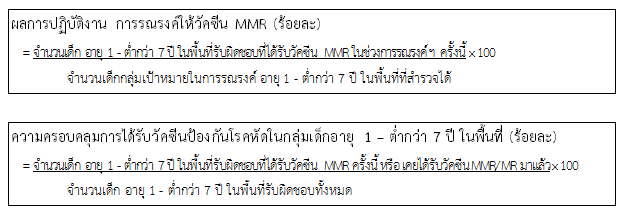 ผลการปฏิบัติงาน การรณรงค์ให้วัคซีน MMR (ร้อยละ)
= จำนวนเด็ก อายุ 1 - ต่ำกว่า 7 ปี ในพื้นที่รับผิดชอบที่ได้รับวัคซีน MMR ในช่วงการรณรงค์ฯ ครั้งนี้ x 100
จำนวนเด็กกลุ่มเป้าหมายในการรณรงค์ อายุ 1 - ต่ำกว่า 7 ปี ในพื้นที่ที่สำรวจได้
ความครอบคลุมการได้รับวัคซีนป้องกันโรคหัดในกลุ่มเด็กอายุ 1 – ต่ำกว่า 7 ปี ในพื้นที่ (ร้อยละ)
= จำนวนเด็ก อายุ 1 - ต่ำกว่า 7 ปี ในพื้นที่รับผิดชอบที่ได้รับวัคซีน MMR ครั้งนี้ หรือ เคยได้รับวัคซีน MMR/MR มาแล้ว x 100
จำนวนเด็ก อายุ 1 - ต่ำกว่า 7 ปี ในพื้นที่รับผิดชอบทั้งหมด